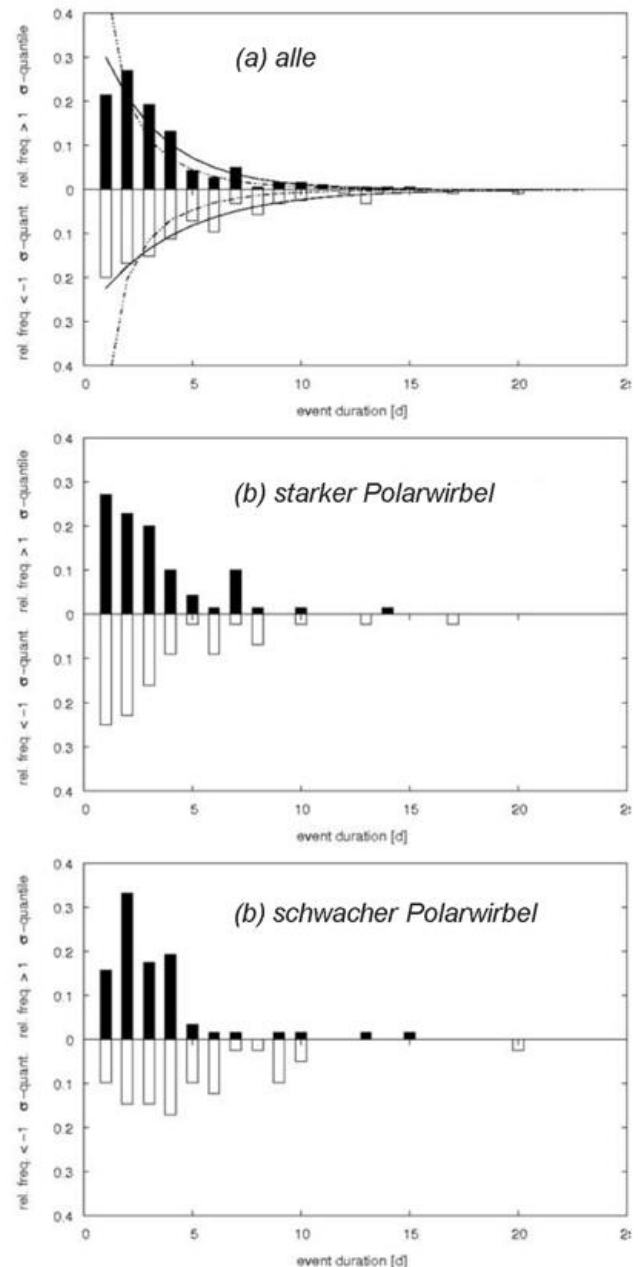 0.4
0.3
0.2
0.1
0
0.1
0.2
0.3
0.4
rel. freq. > 1 σ-quantile
rel. freq. < -1 σ-quant.
(a) alle
0 5 10 15 20 2
event duration [d]
0.4
0.3
0.2
0.1
0
0.1
0.2
0.3
0.4
rel. freq. > 1 σ-quantile
rel. freq. < -1 σ-quant.
(b) starker Polarwirbel
0 5 10 15 20 2
event duration [d]
0.4
0.3
0.2
0.1
0
0.1
0.2
0.3
0.4
rel. freq. > 1 σ-quantile
rel. freq. < -1 σ-quant.
(b) schwacher Polarwirbel
0 5 10 15 20 2
event duration [d]